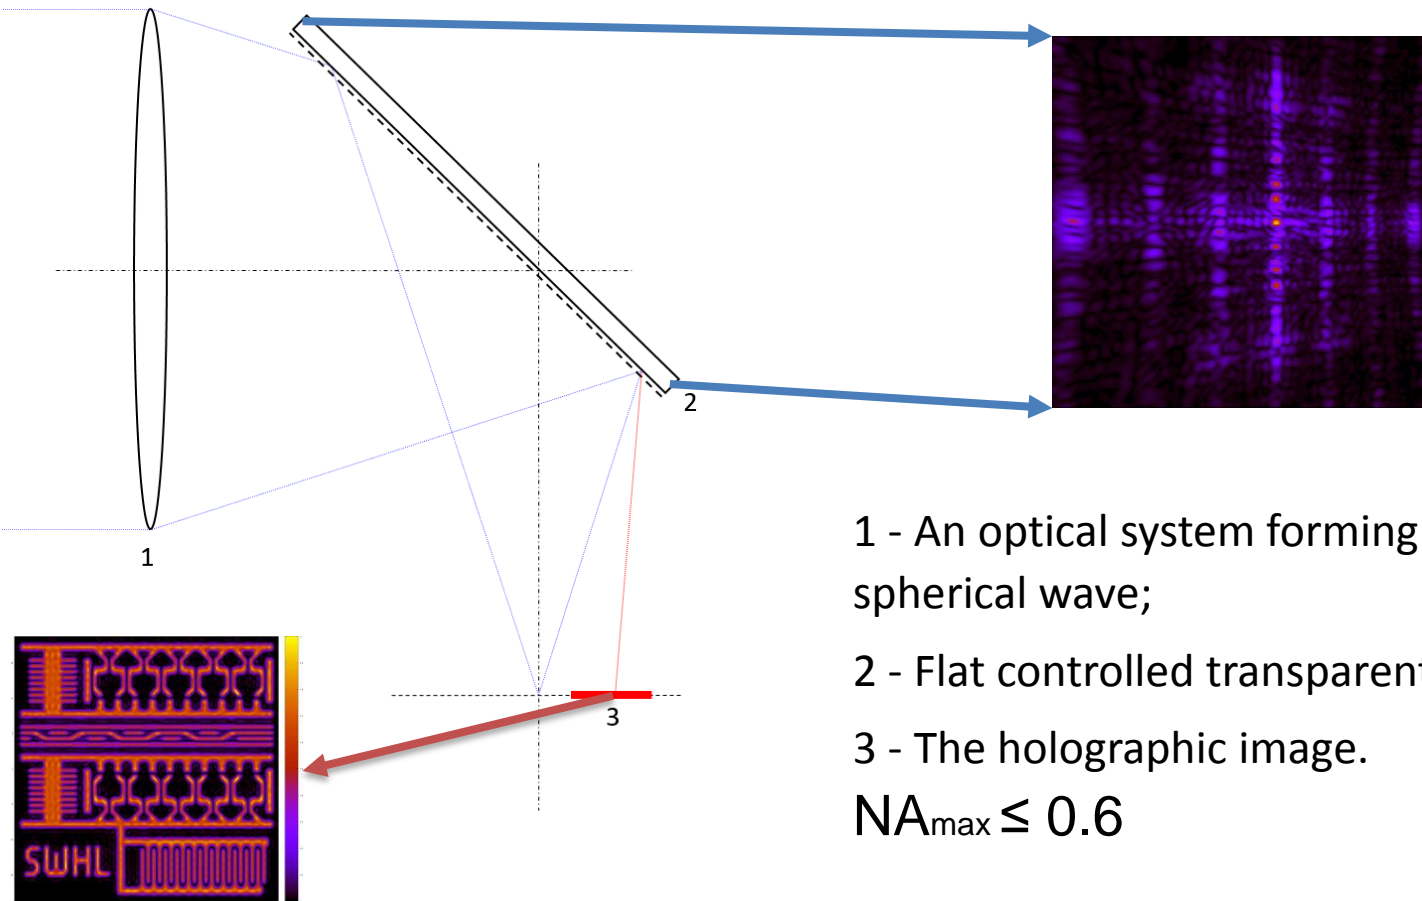 2
1
1 - An optical system forming
spherical wave;
2 - Flat controlled transparent
3
3 - The holographic image.
NAmax ≤ 0.6
SWHL